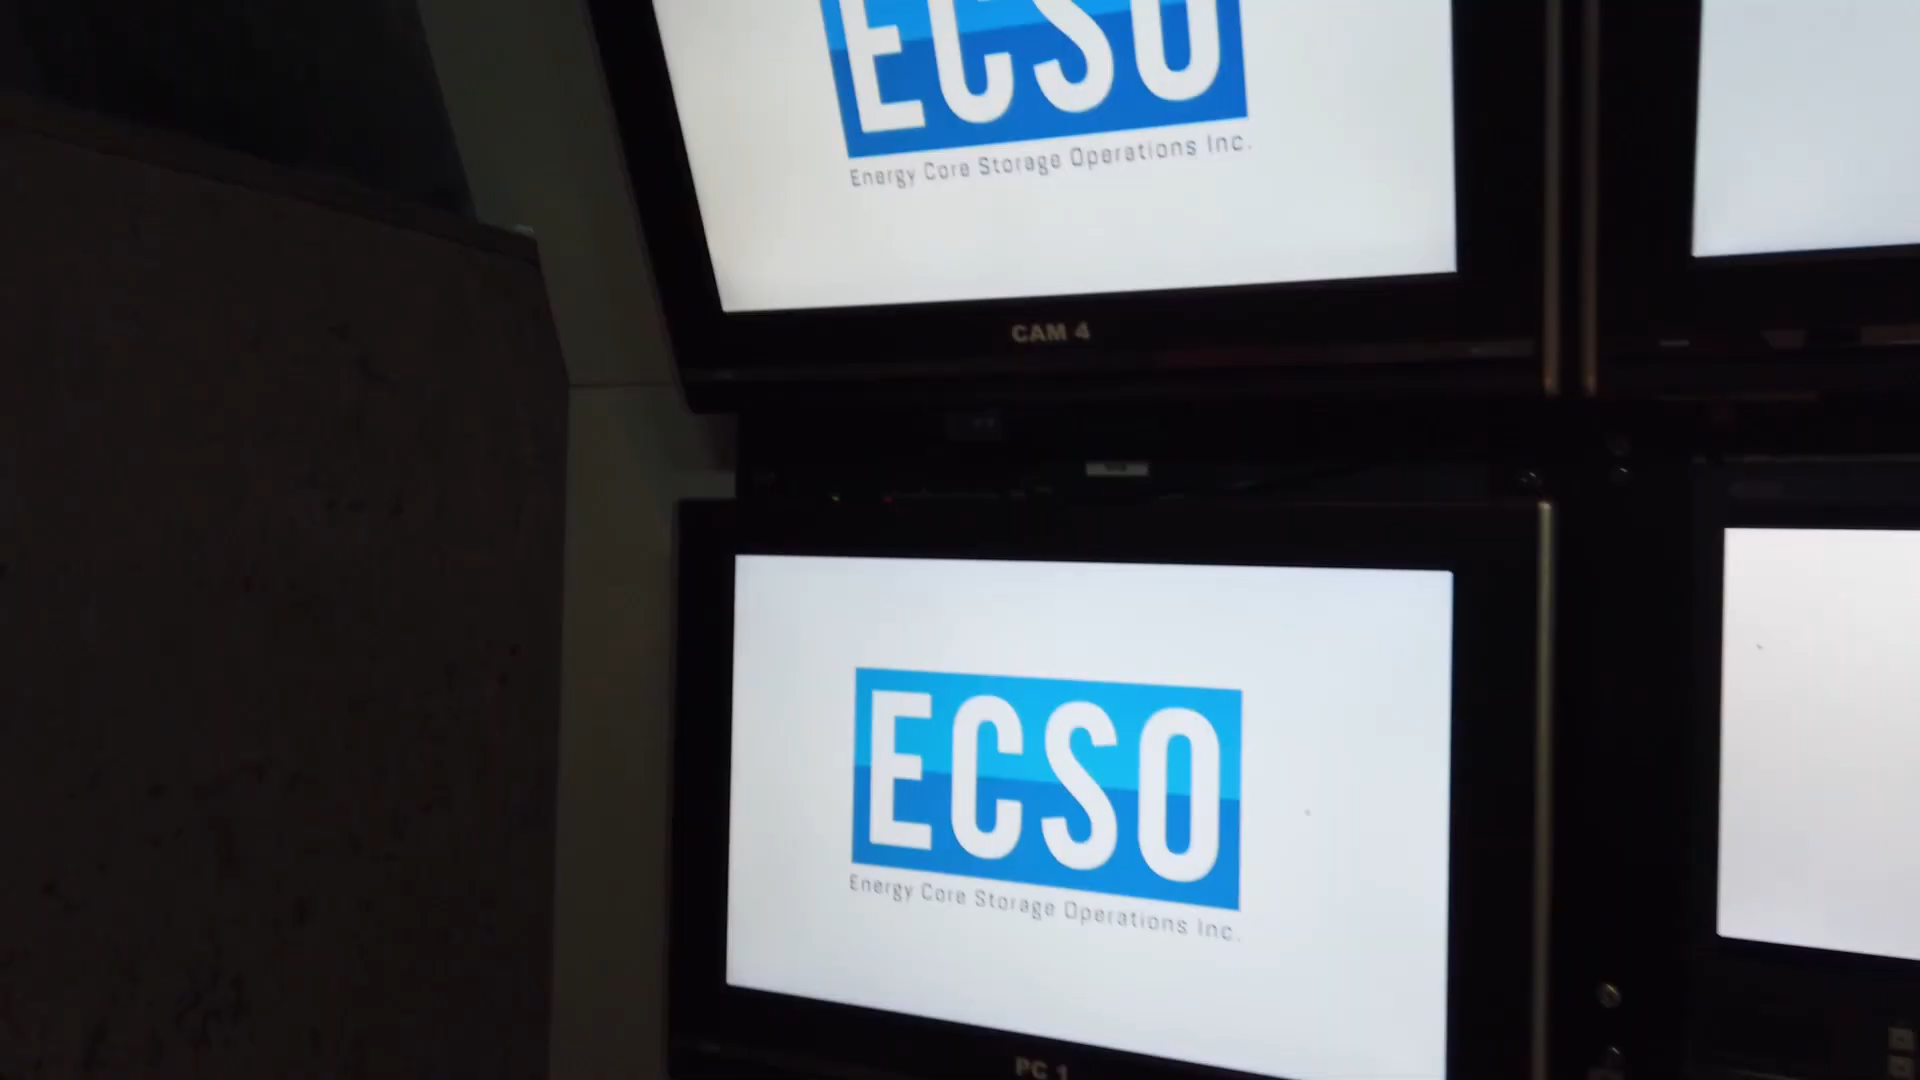 ECSO
Energy Core Storage Operations Inc.
CAM 4
ECSO
Energy Core Storage Operations Inc.
PC 1